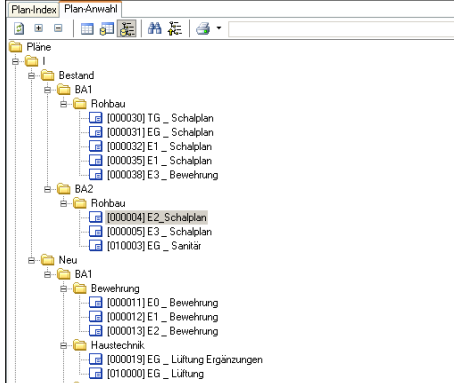 Plan-Index Plan-Anwahl
Pläne
I
Bestand
BA1
Rohbau
[000030] TG _ Schalplan
[000031] EG _ Schalplan
[000032] E1 _ Schalplan
[000035] E1 _ Schalplan
[000038] E3 _ Bewehrung
BA2
Rohbau
[000004] E2_Schalplan
[000005] E3 _ Schalplan
[010003] EG _ Sanitär
Neu
BA1
Bewehrung
[000011] E0 _ Bewehrung
[000012] E1 _ Bewehrung
[000013] E2 _ Bewehrung
Haustechnik
[000019] EG _ Lüftung Ergänzungen
[010000] EG _ Lüftung